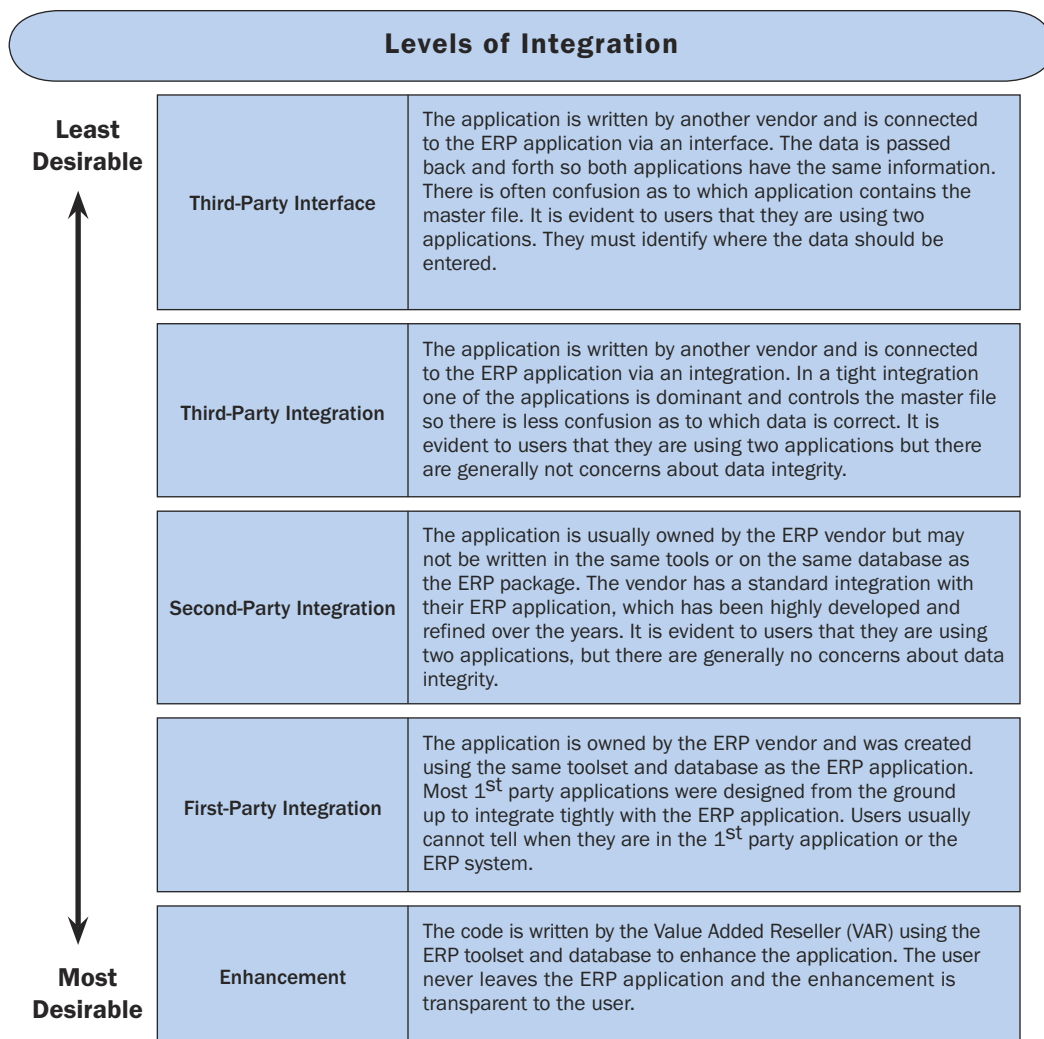 Levels of Integration
Least
Desirable
Third-Party Interface
The application is written by another vendor and is connected
to the ERP application via an interface. The data is passed
back and forth so both applications have the same information.
There is often confusion as to which application contains the
master file. It is evident to users that they are using two
applications. They must identify where the data should be
entered.
Third-Party Integration
The application is written by another vendor and is connected
to the ERP application via an integration. In a tight integration
one of the applications is dominant and controls the master file
so there is less confusion as to which data is correct. It is
evident to users that they are using two applications but there
are generally not concerns about data integrity.
Second-Party Integration
The application is usually owned by the ERP vendor but may
not be written in the same tools or on the same database as
the ERP package. The vendor has a standard integration with
their ERP application, which has been highly developed and
refined over the years. It is evident to users that they are using
two applications, but there are generally no concerns about data
integrity.
First-Party Integration
The application is owned by the ERP vendor and was created
using the same toolset and database as the ERP application.
Most 1st party applications were designed from the ground
up to integrate tightly with the ERP application. Users usually
cannot tell when they are in the 1st party application or the
ERP system.
Most
Desirable
Enhancement
The code is written by the Value Added Reseller (VAR) using the
ERP toolset and database to enhance the application. The user
never leaves the ERP application and the enhancement is
transparent to the user.